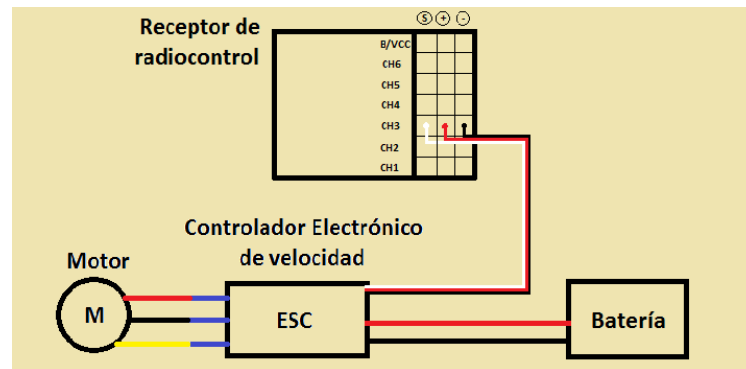 Receptor de
radiocontrol
S + -
B/VCC
CH6
CH5
CH4
CH3
CH2
CH1
Controlador Electrónico
de velocidad
Motor
M
ESC
Batería